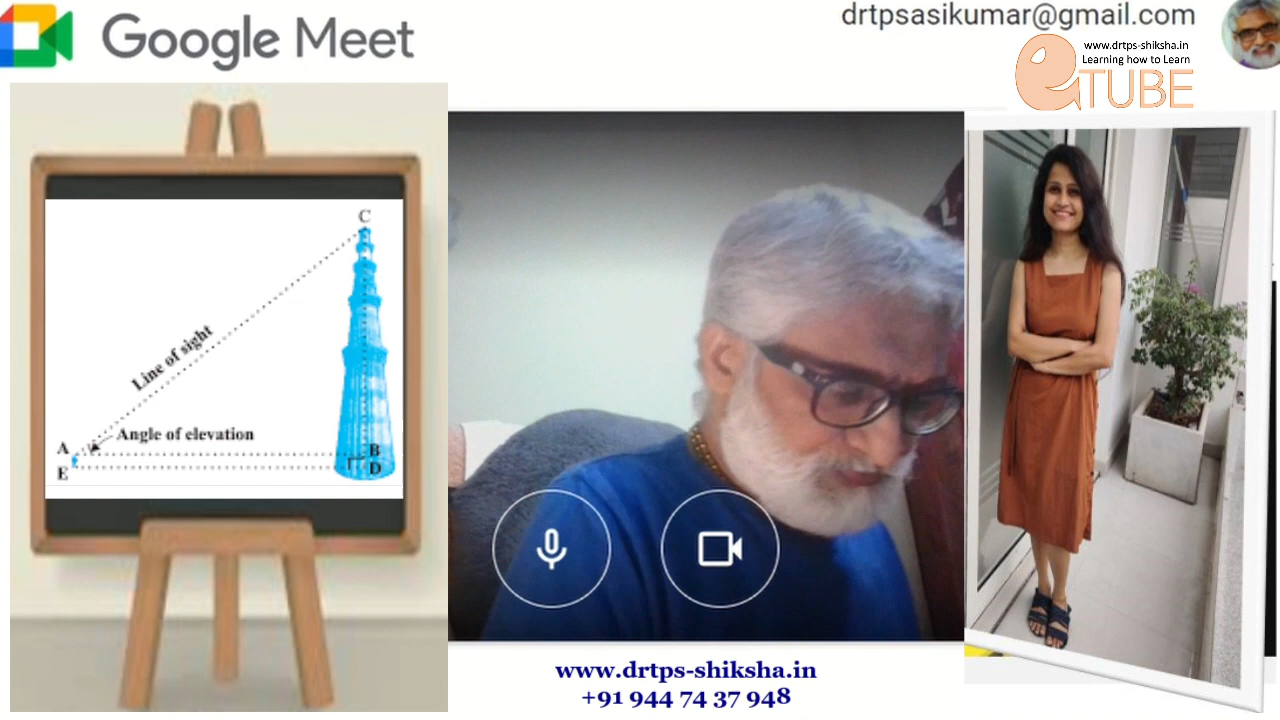 Google Meet
drtpsasikumar@gmail.com
www.drtps-shiksha.in
Learning how to Learn
eTUBE
C
Line of sight
Angle of elevation
A
B
E
D
www.drtps-shiksha.in
+91 944 74 37 948